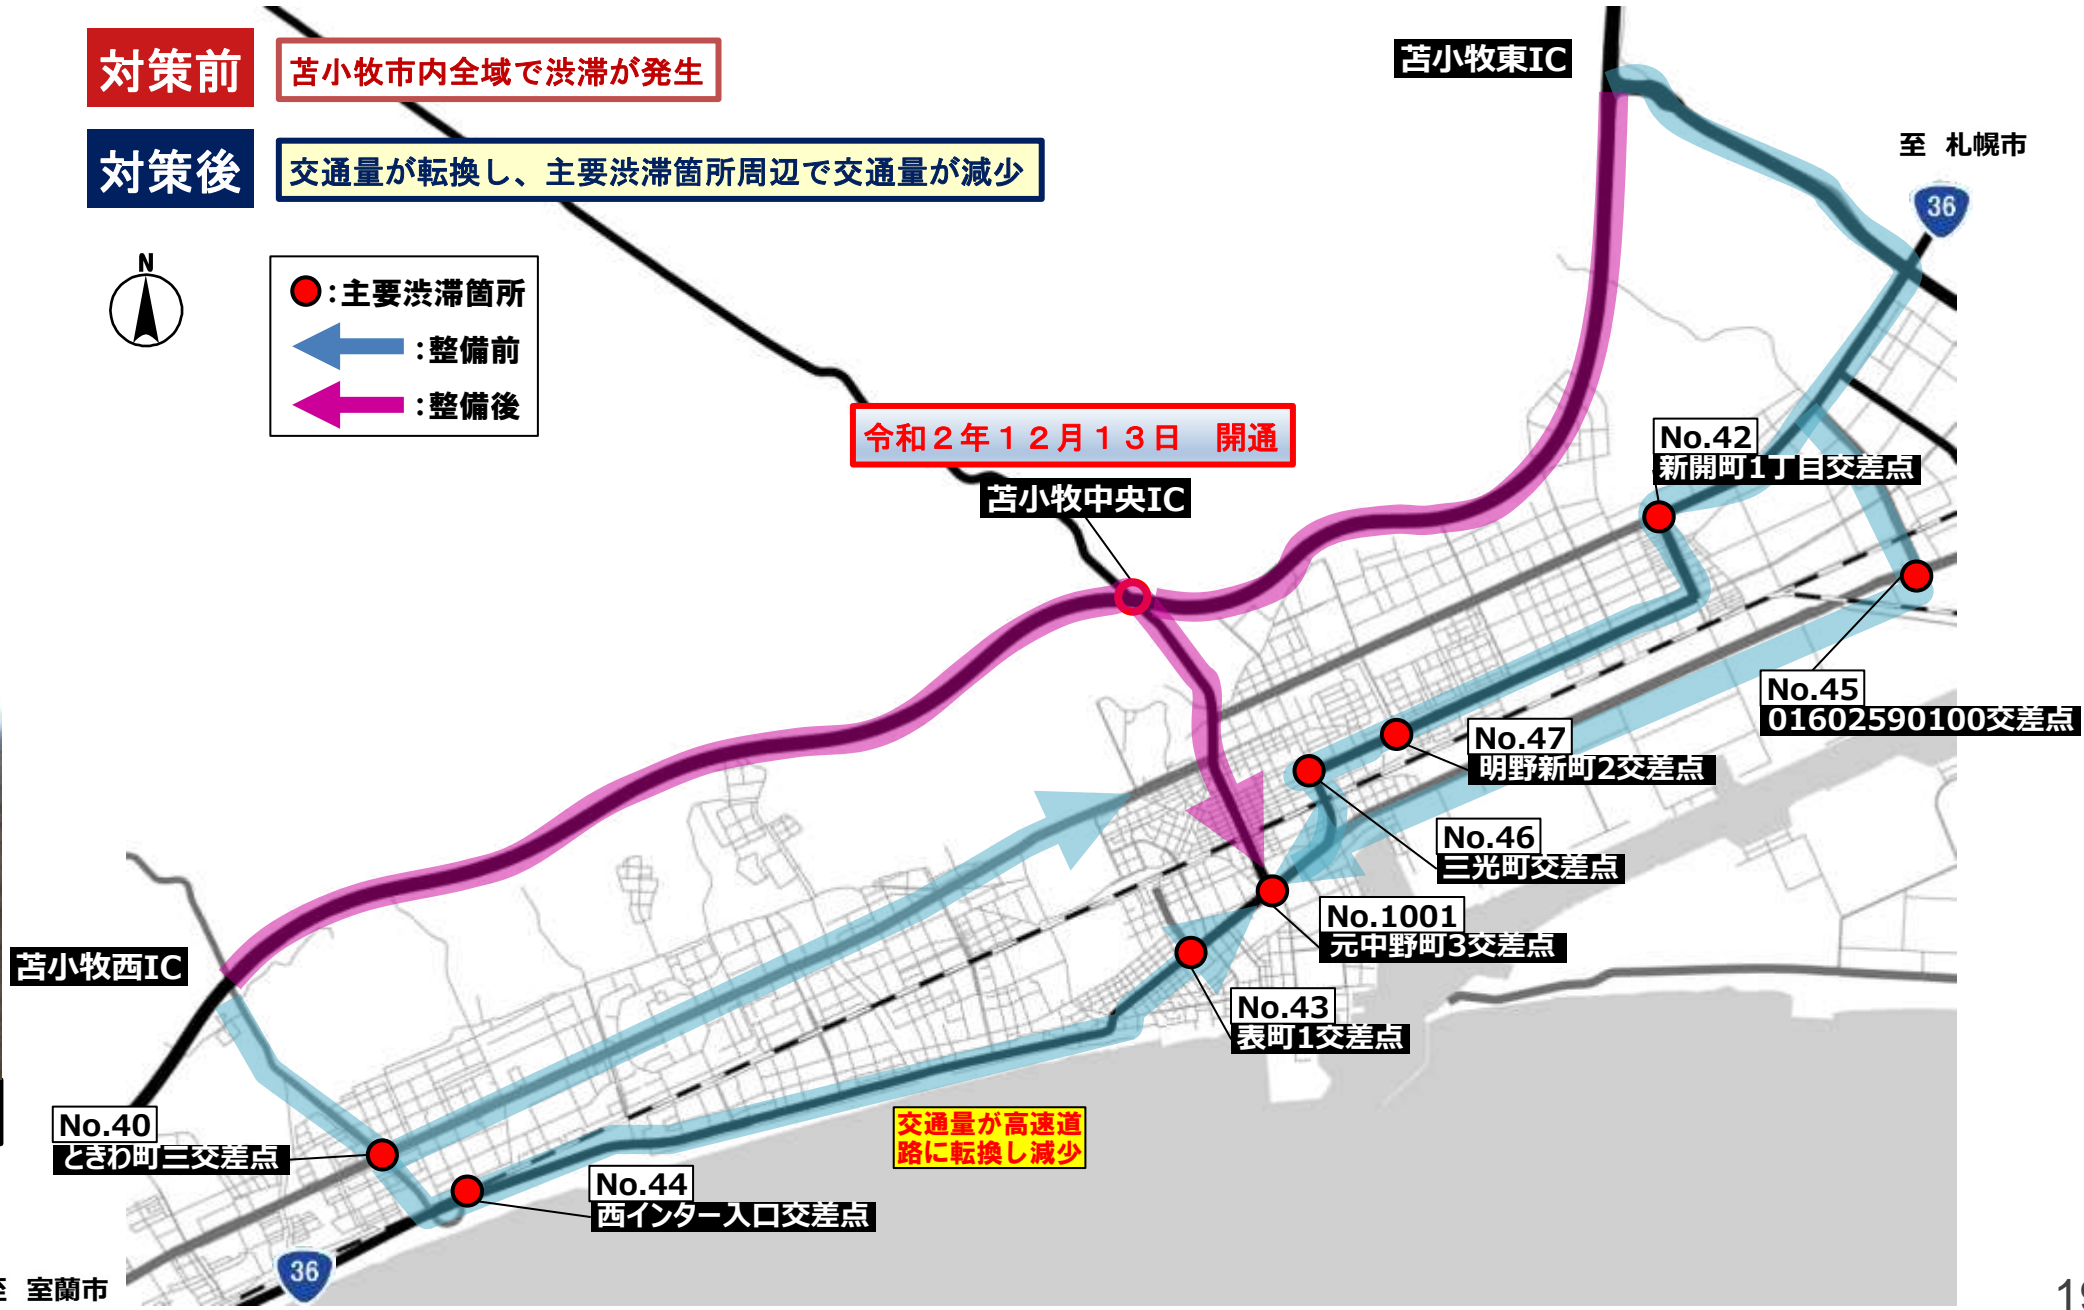 対策前
苫小牧市内全域で渋滞が発生
対策後
交通量が転換し、主要渋滞箇所周辺で交通量が減少
N
:主要渋滞箇所
:整備前
:整備後
苫小牧東IC
至 札幌市
36
令和2年12月13日 開通
苫小牧中央IC
No.42
新開町1丁目交差点
No.45
01602590100交差点
No.47
明野新町2交差点
No.46
三光町交差点
No.1001
元中野町3交差点
No.43
表町1交差点
苫小牧西IC
No.40
ときわ町三交差点
No.44
西インター入口交差点
交通量が高速道
路に転換し減少
36
至 室蘭市